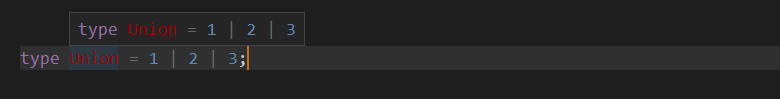 type Union = 1 | 2 | 3
type Union = 1 | 2 | 3;